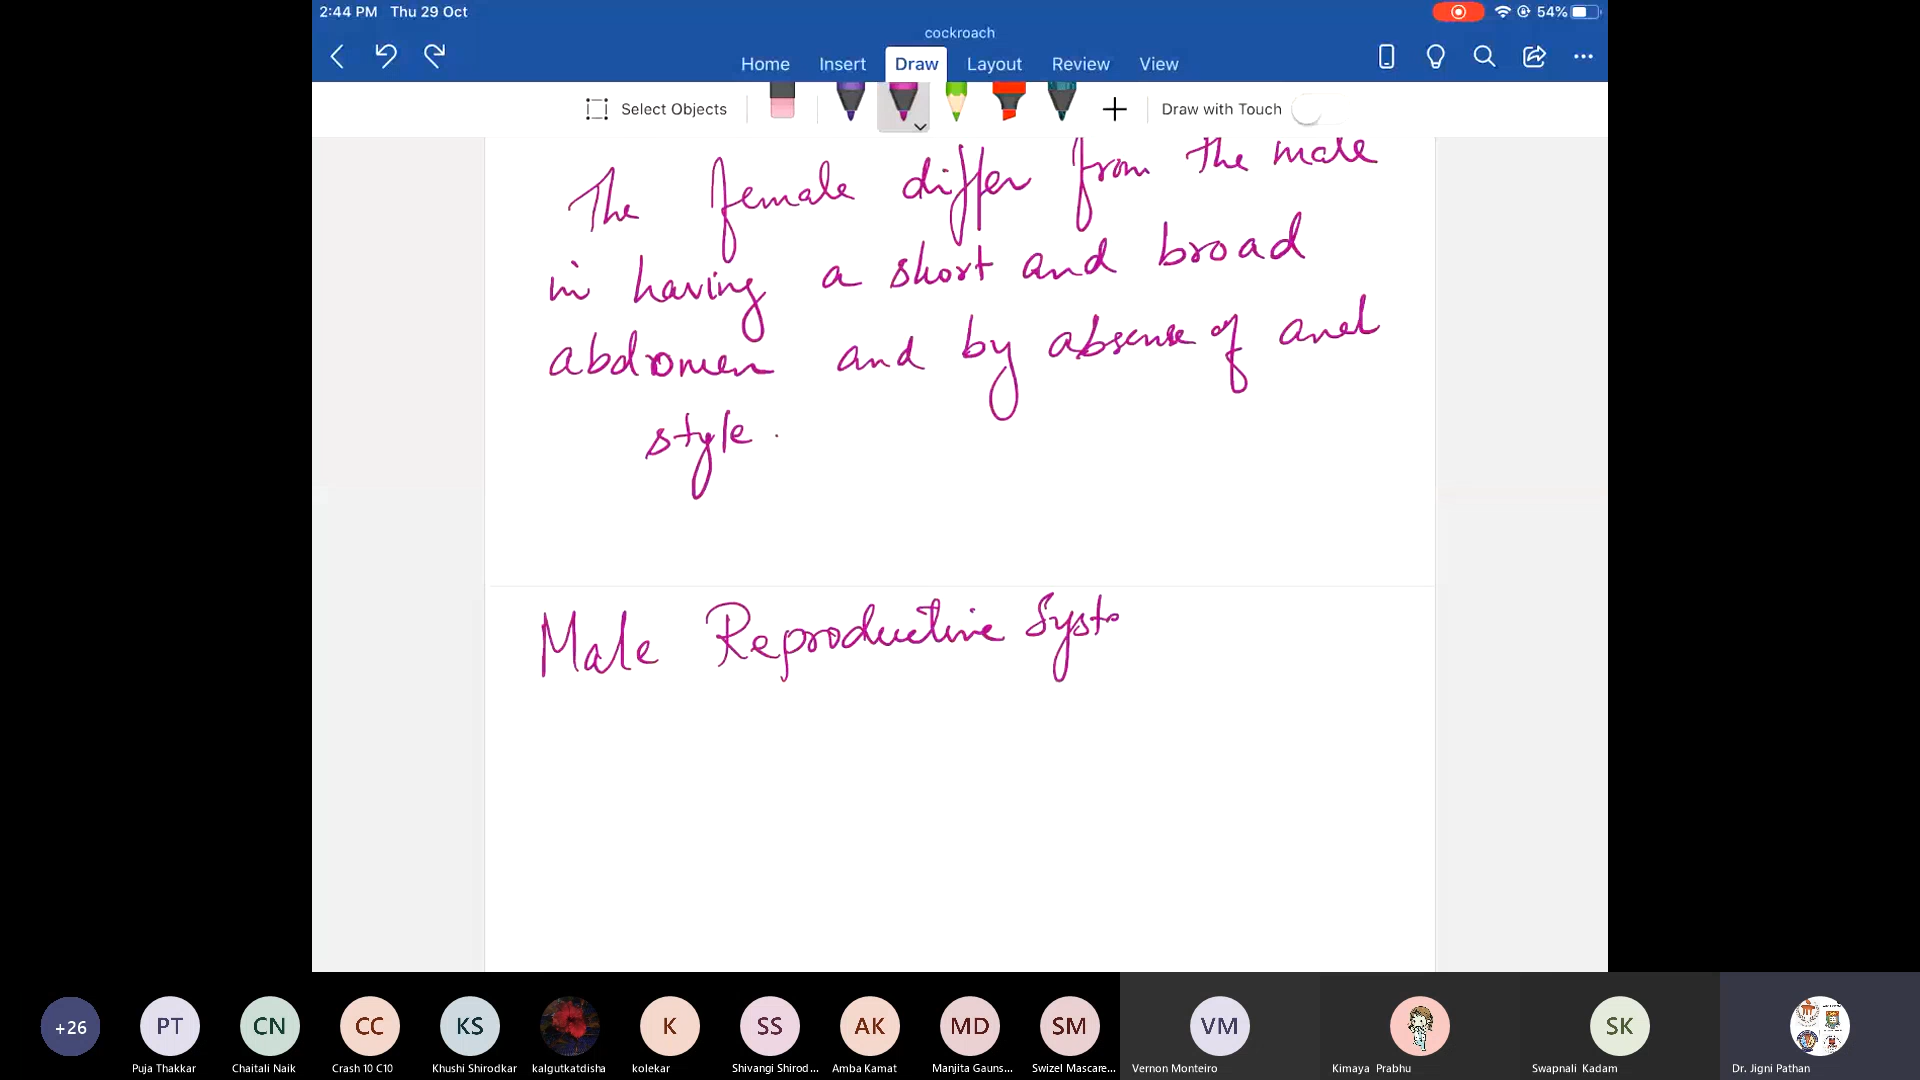 2:44 PM Thu 29 Oct
54%
cockroach
Home Insert Draw Layout Review View
Select Objects
Draw with Touch
The female differ from the male
in having a short and broad
abdomen and by absense of anal
style.
Male Reproductive Syste
+26
PT
CN
CC
KS
K
SS
AK
MD
SM
VM
SK
Puja Thakkar
Chaitali Naik
Crash 10 C10
Khushi Shirodkar
kalgutkatdisha
kolekar
Shivangi Shirod...
Amba Kamat
Manjita Gauns...
Swizel Mascare...
Vernon Monteiro
Kimaya Prabhu
Swapnali Kadam
Dr. Jigni Pathan